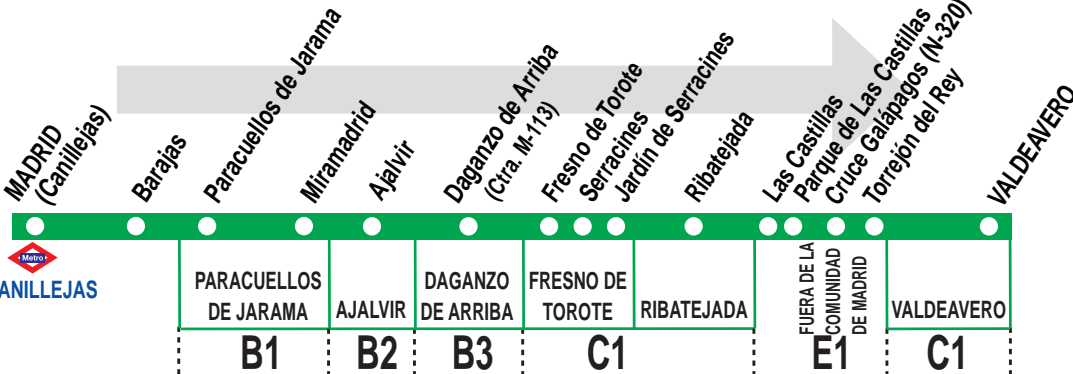 MADRID
(Canillejas)
Barajas
Paracuellos de Jarama
Miramadrid
Ajalvir
Daganzo de Arriba
(Ctra. M-113)
Fresno de Torote
Serracines
Jardín de Serracines
Ribatejada
Las Castillas
Parque de Las Castillas
Cruce Galápagos (N-320)
Torrejón del Rey
VALDEAVERO
Metro
ANILLEJAS
PARACUELLOS
DE JARAMA
AJALVIR
DAGANZO
DE ARRIBA
FRESNO DE
TOROTE
RIBATEJADA
FUERA DE LA
COMUNIDAD
DE MADRID
VALDEAVERO
B1
B2
B3
C1
E1
C1